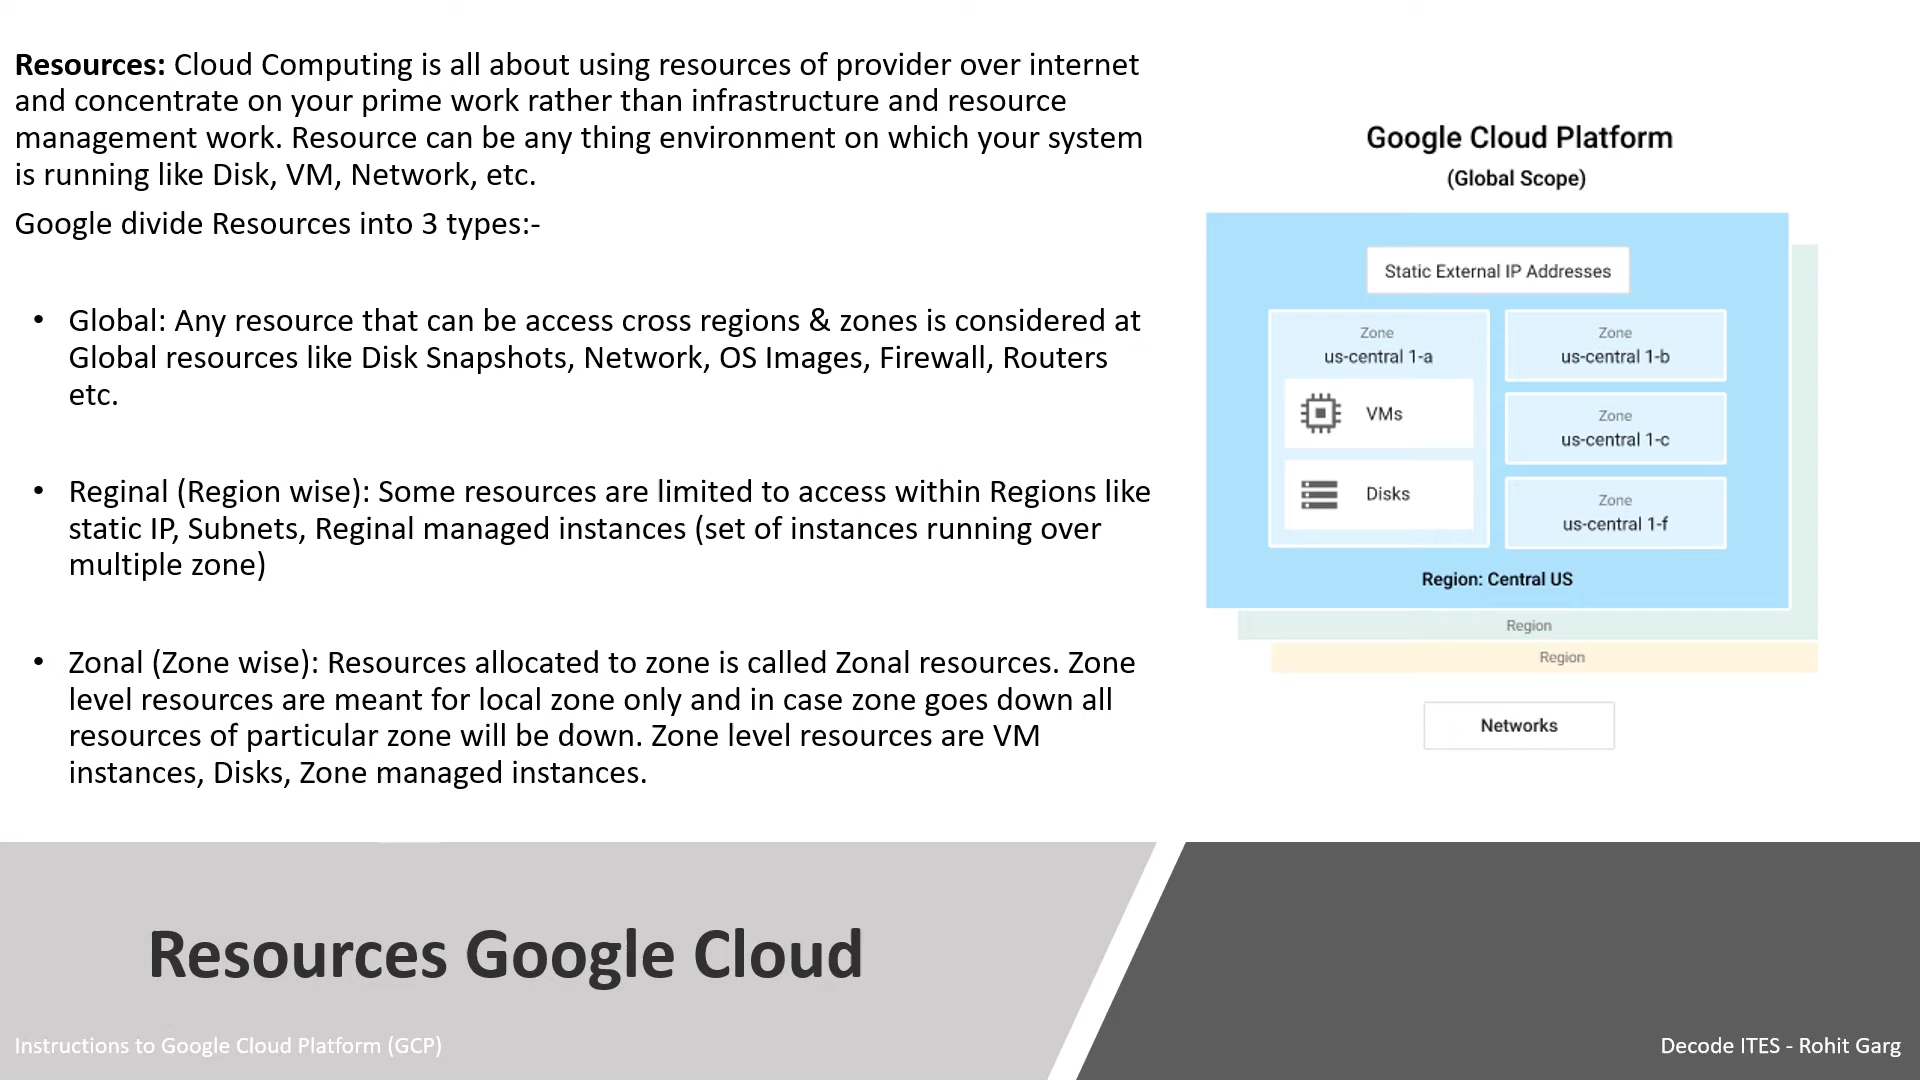 Resources: Cloud Computing is all about using resources of provider over internet
and concentrate on your prime work rather than infrastructure and resource
management work. Resource can be any thing environment on which your system
is running like Disk, VM, Network, etc.
Google divide Resources into 3 types:-
• Global: Any resource that can be access cross regions & zones is considered at
Global resources like Disk Snapshots, Network, OS Images, Firewall, Routers
etc.
• Reginal (Region wise): Some resources are limited to access within Regions like
static IP, Subnets, Reginal managed instances (set of instances running over
multiple zone)
• Zonal (Zone wise): Resources allocated to zone is called Zonal resources. Zone
level resources are meant for local zone only and in case zone goes down all
resources of particular zone will be down. Zone level resources are VM
instances, Disks, Zone managed instances.
Google Cloud Platform
(Global Scope)
Static External IP Addresses
Zone
us-central 1-a
VMs
Disks
Zone
us-central 1-b
Zone
us-central 1-c
Zone
us-central 1-f
Region: Central US
Region
Region
Networks
Resources Google Cloud
Instructions to Google Cloud Platform (GCP)
Decode ITES - Rohit Garg